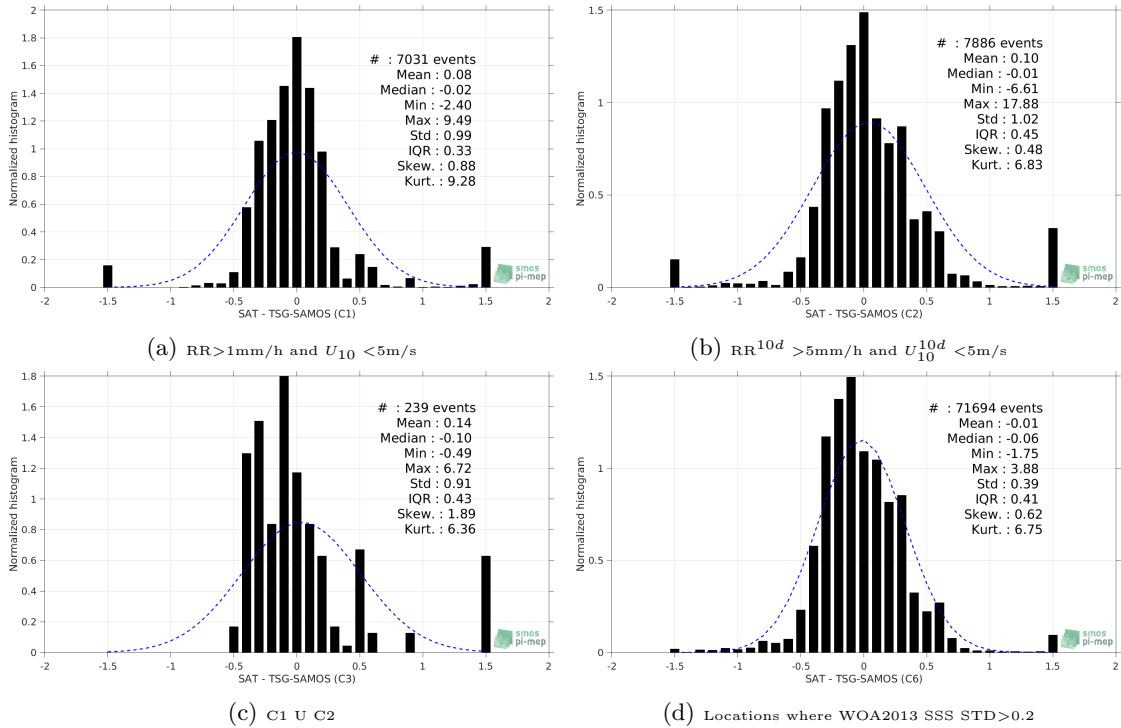 2
1.8
1.6
1.4
1.2
1
0.8
0.6
0.4
0.2
0
Normalized histogram
# : 7031 events
Mean : 0.08
Median : -0.02
Min : -2.40
Max : 9.49
Std : 0.99
IQR : 0.33
Skew. : 0.88
Kurt. : 9.28
smos
pi-mep
-2 -1.5 -1 -0.5 0 0.5 1 1.5 2
SAT - TSG-SAMOS (C1)
(a) RR>1mm/h and U10 <5m/s
1.5
1
0.5
0
Normalized histogram
# : 7886 events
Mean : 0.10
Median : -0.01
Min : -6.61
Max : 17.88
Std : 1.02
IQR : 0.45
Skew. : 0.48
Kurt. : 6.83
smos
pi-mep
-2 -1.5 -1 -0.5 0 0.5 1 1.5 2
SAT - TSG-SAMOS (C2)
(b) RR^10d >5mm/h and U10^10d <5m/s
1.8
1.6
1.4
1.2
1
0.8
0.6
0.4
0.2
0
Normalized histogram
# : 239 events
Mean : 0.14
Median : -0.10
Min : -0.49
Max : 6.72
Std : 0.91
IQR : 0.43
Skew. : 1.89
Kurt. : 6.36
smos
pi-mep
-2 -1.5 -1 -0.5 0 0.5 1 1.5 2
SAT - TSG-SAMOS (C3)
(c) C1 U C2
1.5
1
0.5
0
Normalized histogram
# : 71694 events
Mean : -0.01
Median : -0.06
Min : -1.75
Max : 3.88
Std : 0.39
IQR : 0.41
Skew. : 0.62
Kurt. : 6.75
smos
pi-mep
-2 -1.5 -1 -0.5 0 0.5 1 1.5 2
SAT - TSG-SAMOS (C6)
(d) Locations where WOA2013 SSS STD>0.2